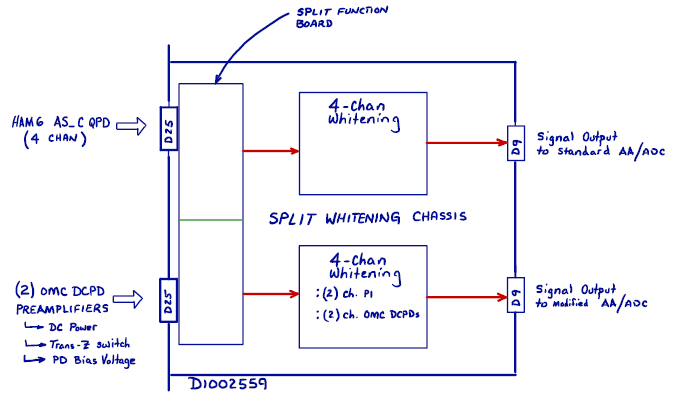 SPLIT FUNCTION
BOARD
HAM6 AS_C QPD
(4 CHAN)
D25
4-Chan
Whitening
D9
Signal Output
to Standard AA/ADC
SPLIT WHITENING CHASSIS
(2) OMC DCPD
PREAMPLIFIERS
DC Power
Trans-Z switch
PD Bias Voltage
D25
4-Chan
Whitening
:(2) ch. PI
:(2) ch. OMC DCPDs
D9
Signal Output
to modified AA/ADC
D1002559